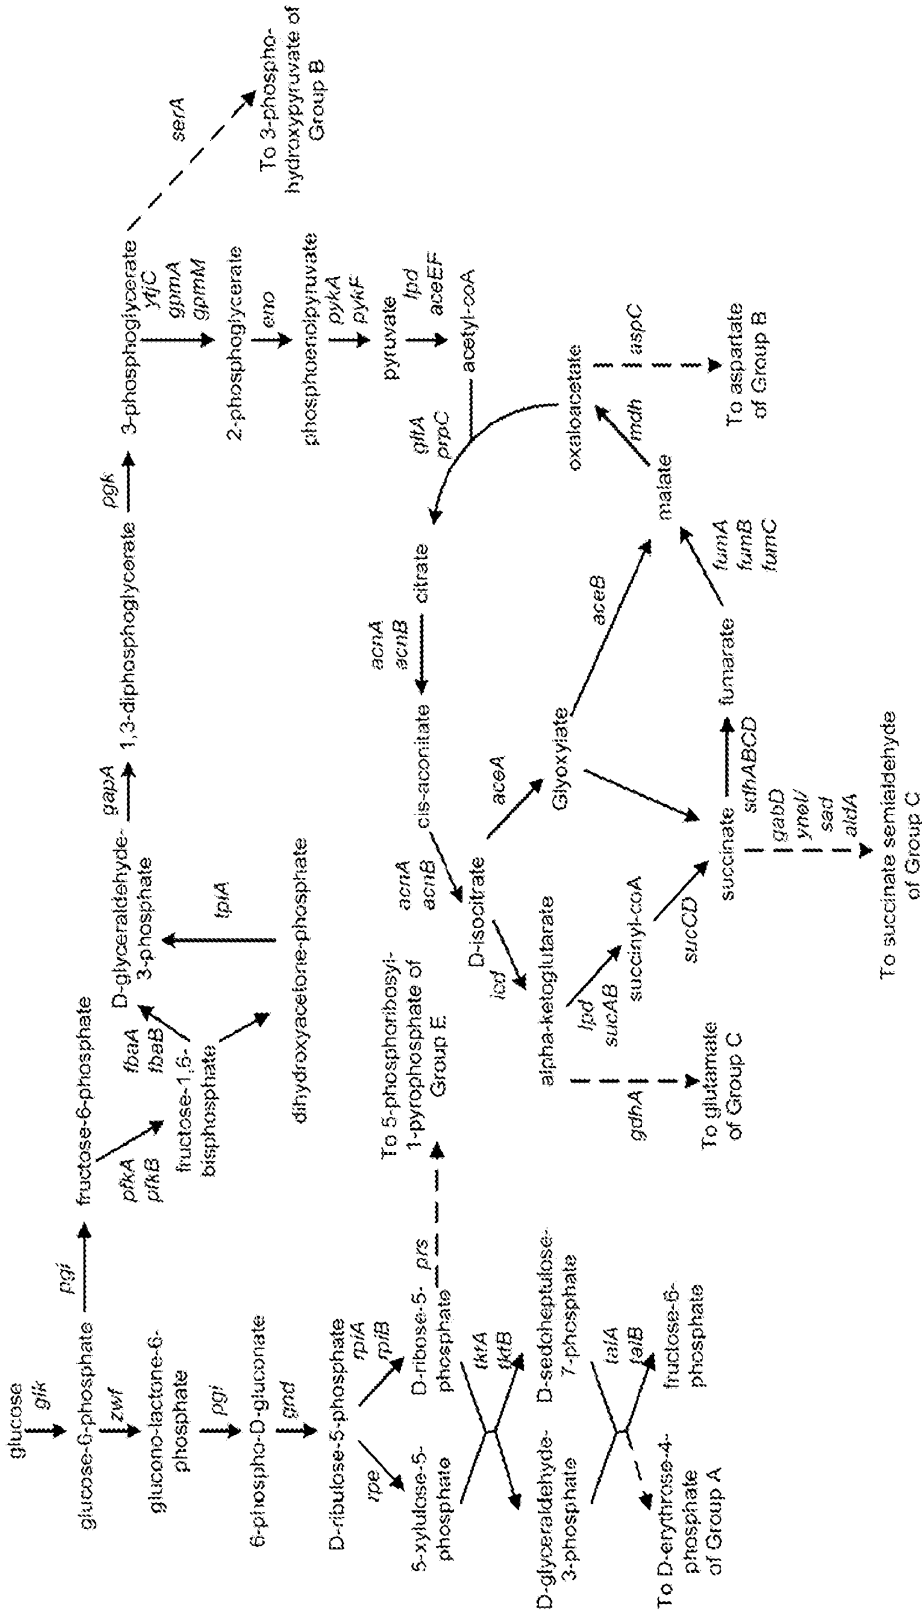 glucose
glk
glucose-6-phosphate
pgi
fructose-6-phosphate
zwf
glucono-lactone-6-
phosphate
pgi
6-phospho-D-gluconate
gnd
D-ribulose-5-phosphate
rpe
rpiA
rpiB
5-xylulose-5-
phosphate
D-ribose-5-
phosphate
prs
To 5-phosphoribosyl-
1-pyrophosphate of
Group E
tktA
tktB
D-glyceraldehyde-
3-phosphate
D-sedoheptulose-
7-phosphate
talA
talB
To D-erythrose-4-
phosphate
of Group A
fructose-6-
phosphate
pfkA
pfkB
fructose-1,6-
bisphosphate
fbaA
fbaB
D-glyceraldehyde-
3-phosphate
tpiA
dihydroxyacetone-phosphate
gapA
1,3-diphosphoglycerate
pgk
3-phosphoglycerate
serA
To 3-phospho-
hydroxypyruvate of
Group B
ytjC
gpmA
gpmM
2-phosphoglycerate
eno
phosphoenolpyruvate
pykA
pykF
pyruvate
lpd
aceEF
acetyl-coA
gltA
prpC
oxaloacetate
aspC
To aspartate
of Group B
mdh
malate
citrate
acnA
acnB
cis-aconitate
acnA
acnB
D-isocitrate
aceA
Glyoxylate
aceB
icd
alpha-ketoglutarate
gdhA
To glutamate
of Group C
lpd
sucAB
succinyl-coA
sucCD
succinate
sdhABCD
fumarate
fumA
fumB
fumC
gabD
yneI/
sad
aldA
To succinate semialdehyde
of Group C